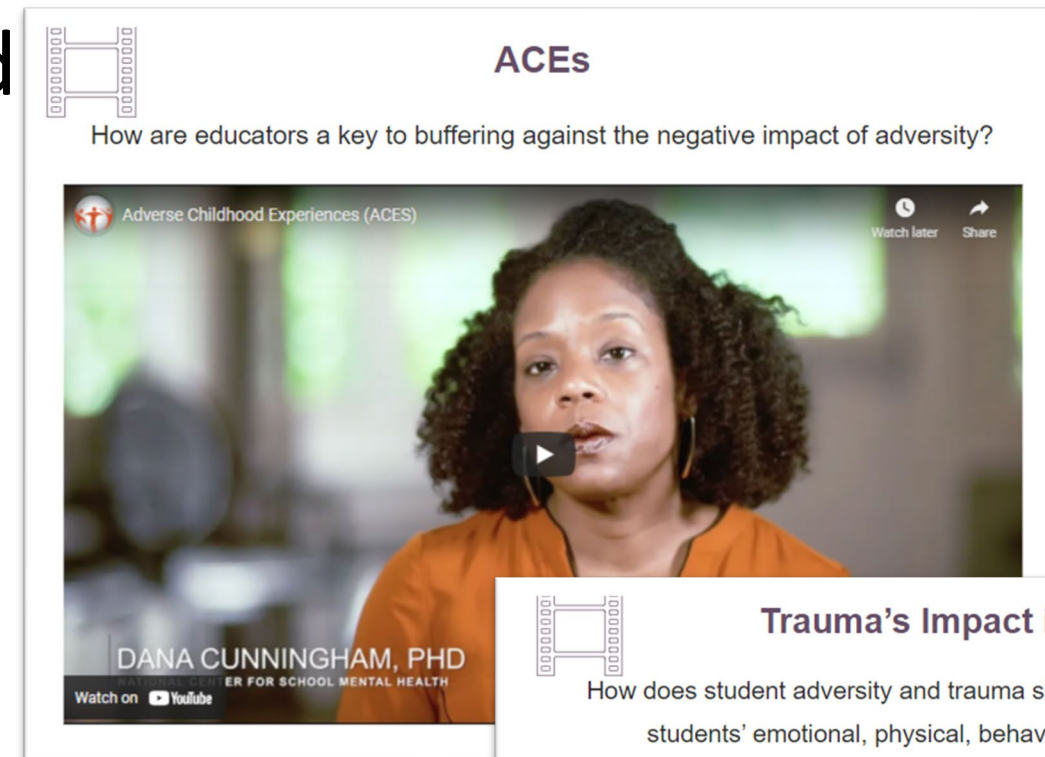 d
ACEs
How are educators a key to buffering against the negative impact of adversity?
Adverse Childhood Experiences (ACES)
Watch later
Share
DANA CUNNINGHAM, PHD
NATIONAL CENTER FOR SCHOOL MENTAL HEALTH
Watch on YouTube
Trauma's Impact i
How does student adversity and trauma s
students' emotional, physical, behav